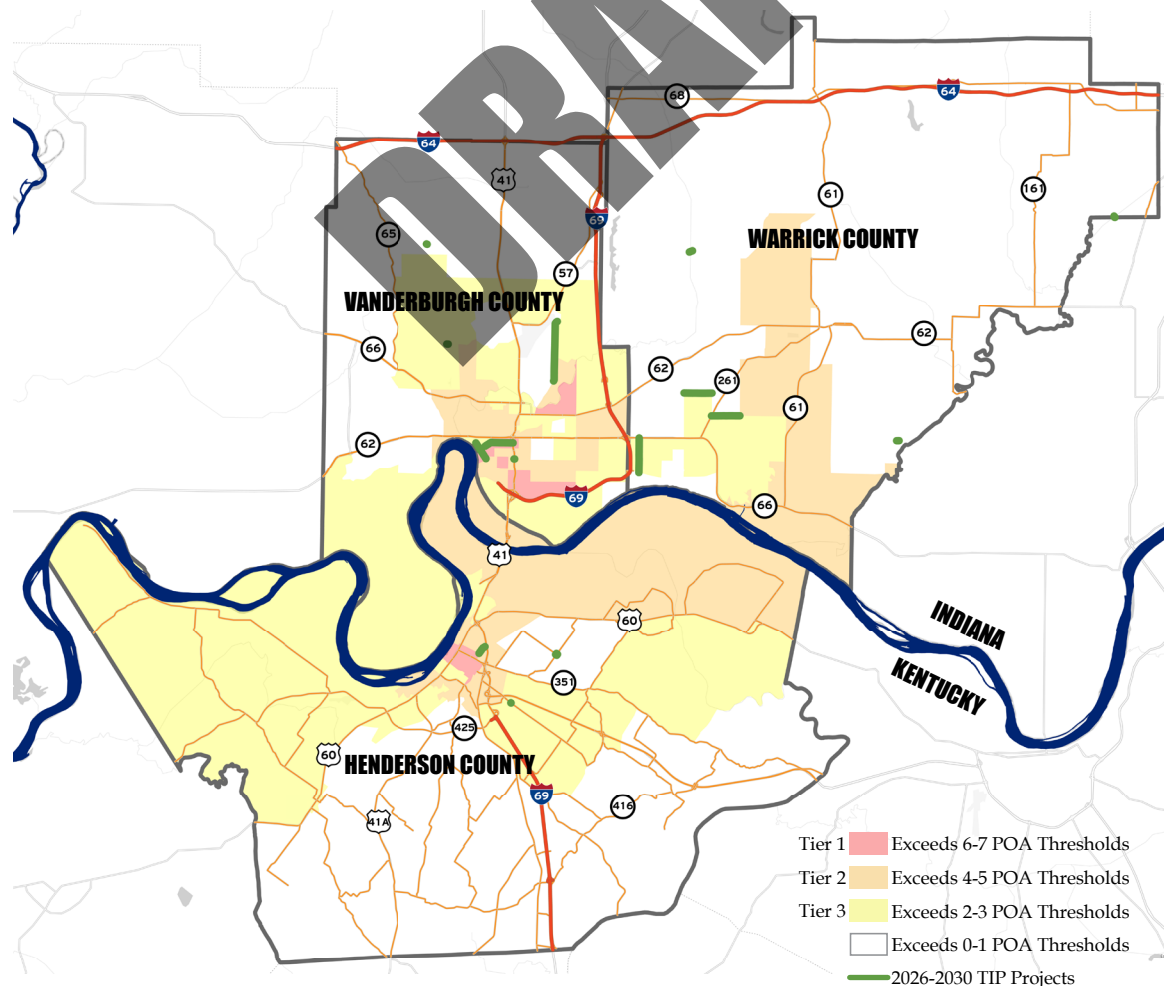 DRA
68
64
64
41
61
161
69
65
WARRICK COUNTY
57
VANDERBURGH COUNTY
62
66
62
261
61
62
69
66
41
INDIANA
60
KENTUCKY
351
425
60
HENDERSON COUNTY
69
416
41A
Tier 1 Exceeds 6-7 POA Thresholds
Tier 2 Exceeds 4-5 POA Thresholds
Tier 3 Exceeds 2-3 POA Thresholds
Exceeds 0-1 POA Thresholds
2026-2030 TIP Projects